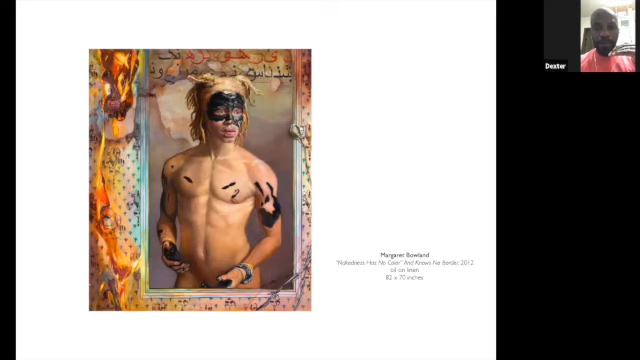 Dexter
Margaret Bowland
"Nakedness Has No Color" And Knows No Border, 2012
oil on linen
82 x 70 inches